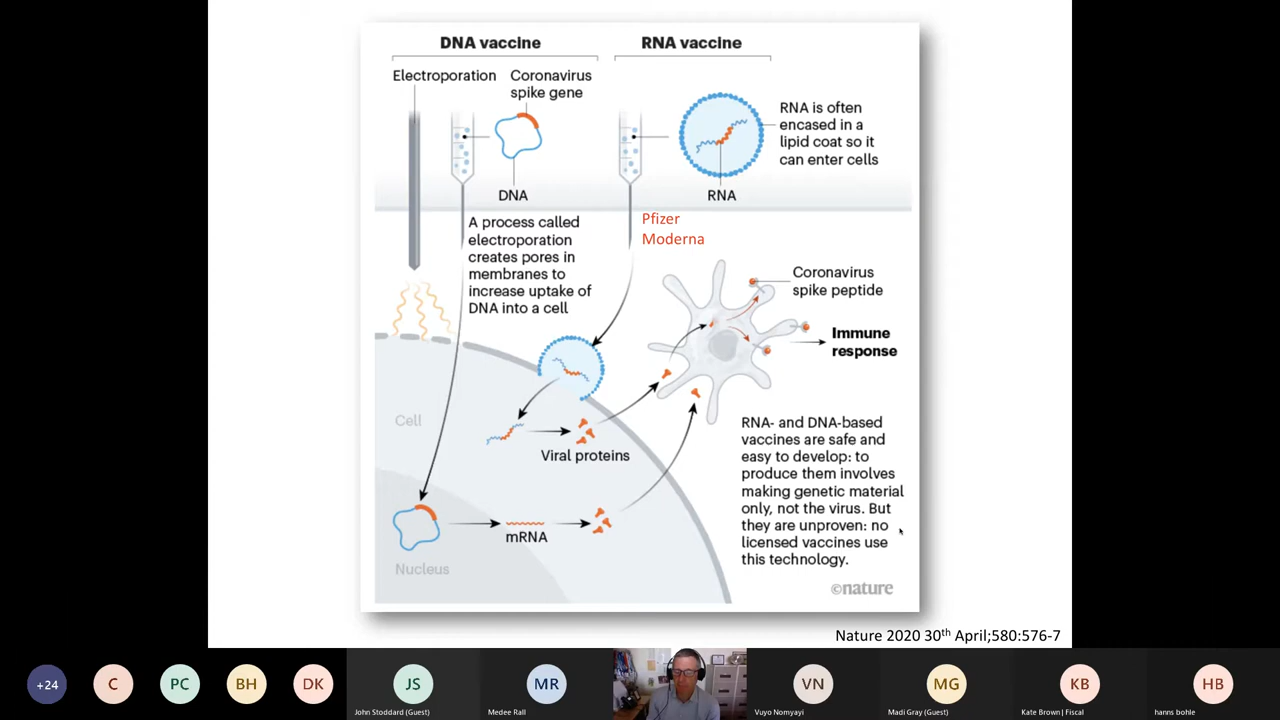 DNA vaccine
RNA vaccine
Electroporation
Coronavirus
spike gene
DNA
RNA is often
encased in a
lipid coat so it
can enter cells
RNA
A process called
electroporation
creates pores in
membranes to
increase uptake of
DNA into a cell
Pfizer
Moderna
Coronavirus
spike peptide
Immune
response
Cell
Viral proteins
mRNA
Nucleus
RNA- and DNA-based
vaccines are safe and
easy to develop: to
produce them involves
making genetic material
only, not the virus. But
they are unproven: no
licensed vaccines use
this technology.
©nature
Nature 2020 30th April;580:576-7
+24
C
PC
BH
DK
JS
John Stoddard (Guest)
MR
Medee Rall
VN
Vuyo Nomyayi
MG
Madi Gray (Guest)
KB
Kate Brown | Fiscal
HB
hanns bohle